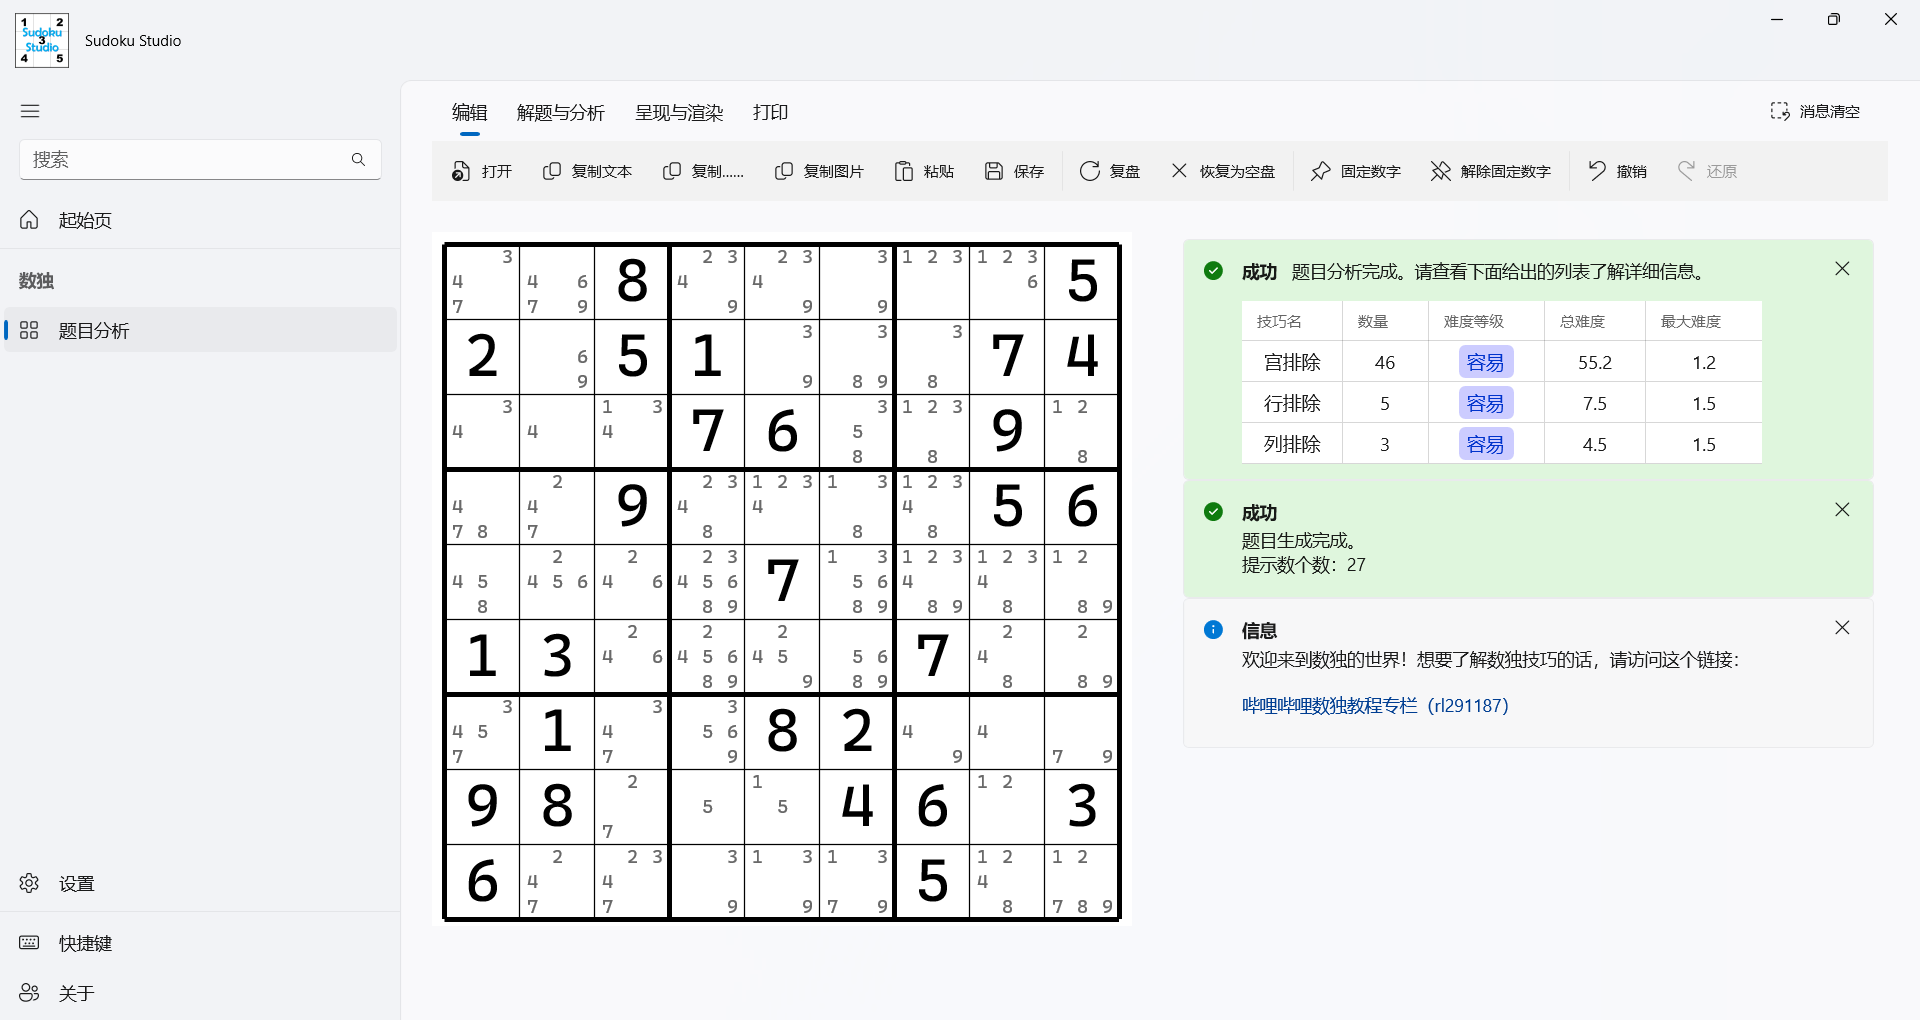 1 2
Sudoku
3
Studio
4 5
Sudoku Studio
搜索
起始页
数独
题目分析
设置
快捷键
关于
编辑 解题与分析 呈现与渲染 打印
消息清空
打开 复制文本 复制...... 复制图片 粘贴 保存 复盘 恢复为空盘 固定数字 解除固定数字 撤销 还原
3 2 3 2 3 3 1 2 3 1 2 3
4 4 6 8 4 4 6 5
7 7 9 9 9 9
3 3 3
2 6 5 1 7 4
9 9 8 9 8
3 1 3 3 1 2 3 1 2
4 4 4 7 6 5 9
8 8 8
2 2 3 1 2 3 1 3 1 2 3
4 4 9 4 4 4 5 6
7 8 7 8 8 8
2 2 2 3 1 3 1 2 3 1 2 3 1 2
4 5 4 5 6 4 6 4 5 6 7 5 6 4 4
8 8 9 8 9 8 9 8 8 9
2 2 2 2 2
1 3 4 6 4 5 6 4 5 5 6 7 4
8 9 9 8 9 8 8 9
3 3 3
4 5 1 4 5 6 8 2 4 4
7 7 9 9 7 9
2 1 1 2
9 8 5 5 4 6 3
7
2 2 3 3 1 3 1 3 1 2 1 2
6 4 4 5 4
7 7 9 9 7 9 8 7 8 9
成功 题目分析完成。请查看下面给出的列表了解详细信息。
技巧名 数量 难度等级 总难度 最大难度
宫排除 46 容易 55.2 1.2
行排除 5 容易 7.5 1.5
列排除 3 容易 4.5 1.5
成功
题目生成完成。
提示数个数：27
信息
欢迎来到数独的世界！想要了解数独技巧的话，请访问这个链接：
哔哩哔哩数独教程专栏（rl291187）